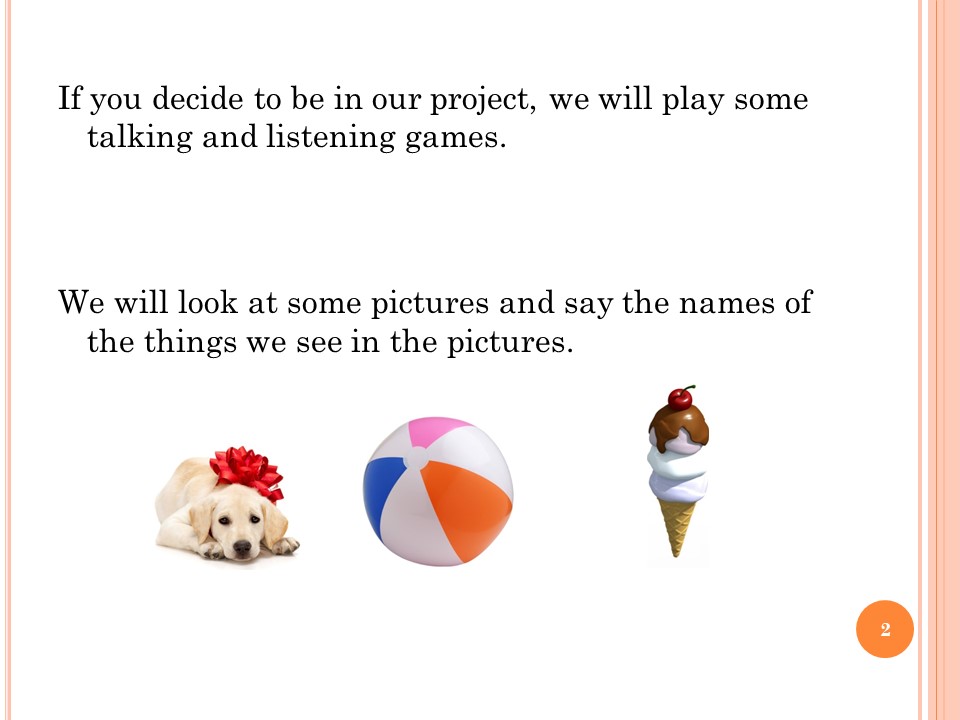 If you decide to be in our project, we will play some
talking and listening games.
We will look at some pictures and say the names of
the things we see in the pictures.
2